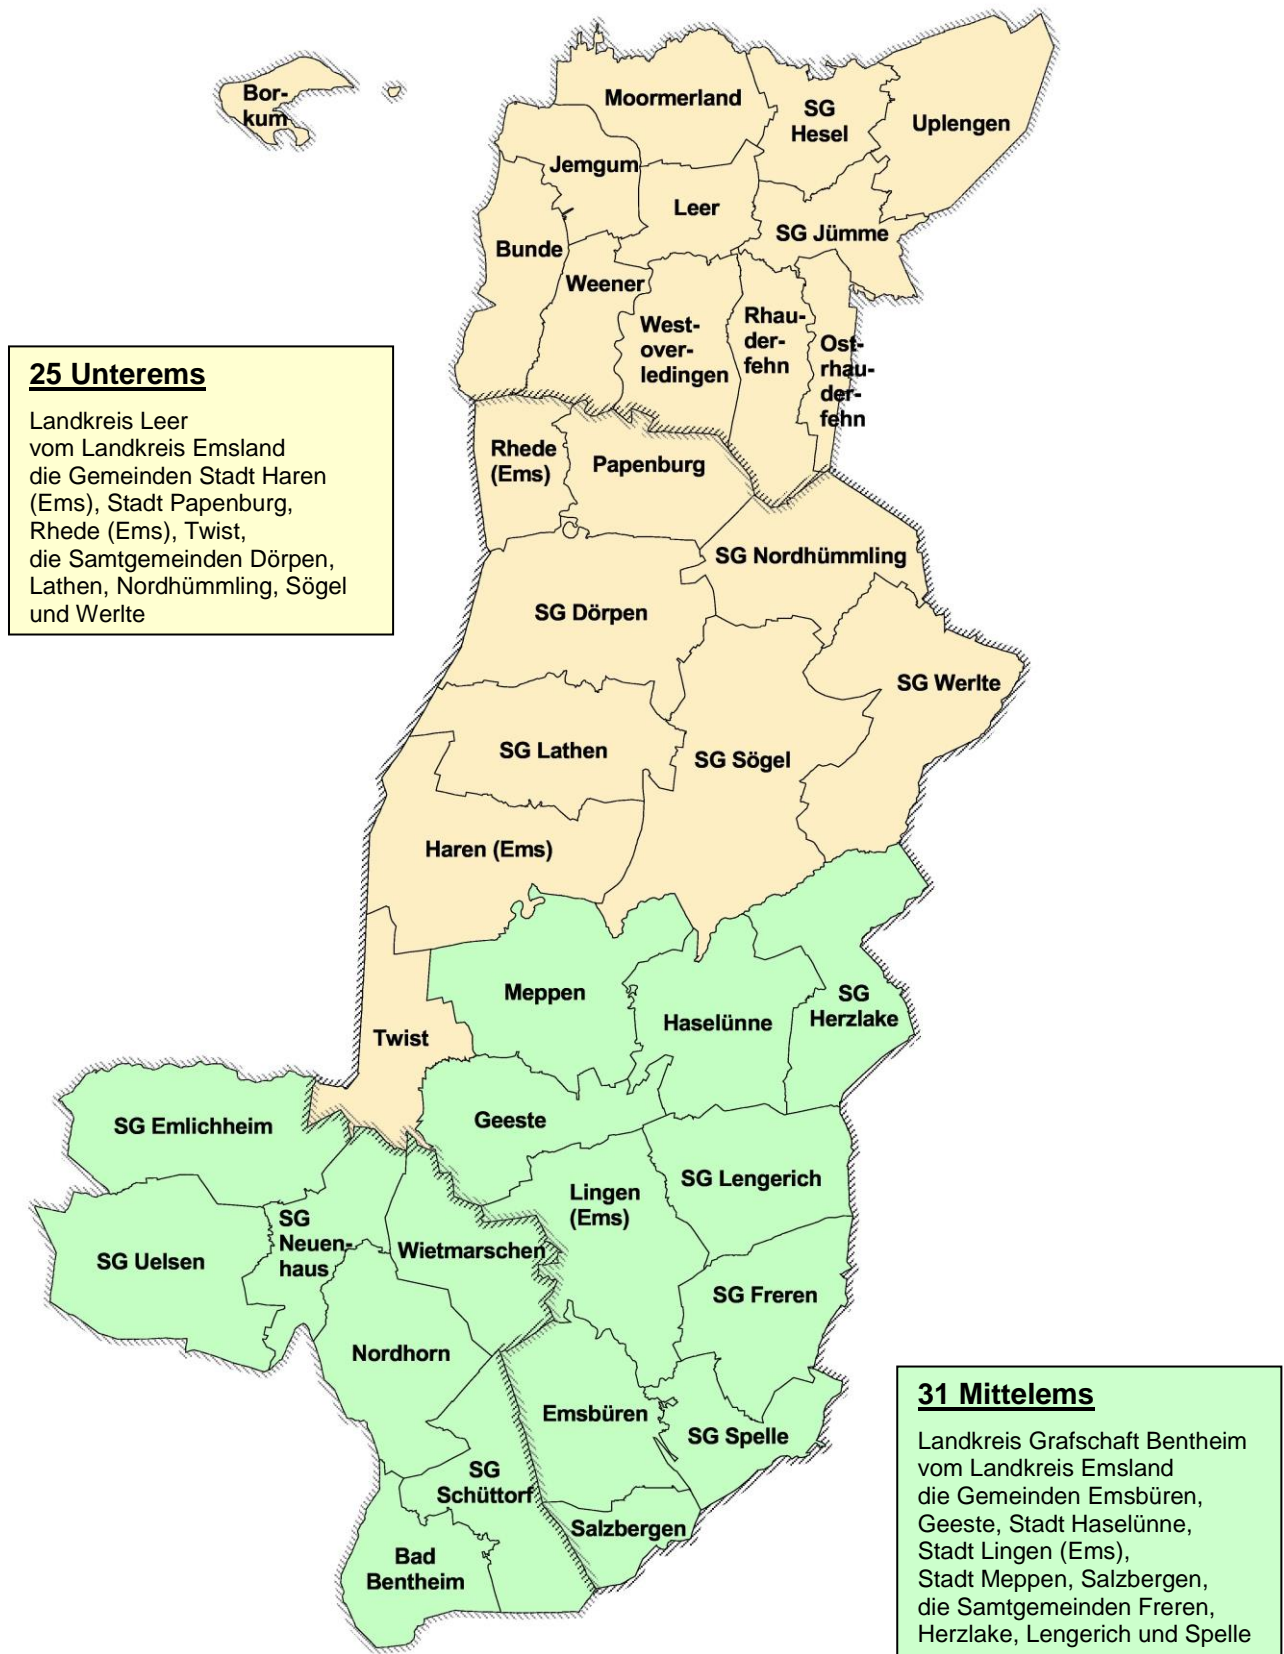 Bor-
kum
Moormerland
SG
Hesel
Uplengen
Jemgum
Leer
SG Jümme
Bunde
Weener
West-
over-
ledingen
Rhau-
der-
fehn
Ost-
rhau-
der-
fehn
25 Unterems
Landkreis Leer
vom Landkreis Emsland
die Gemeinden Stadt Haren
(Ems), Stadt Papenburg,
Rhede (Ems), Twist,
die Samtgemeinden Dörpen,
Lathen, Nordhümmling, Sögel
und Werlte
Rhede
(Ems)
Papenburg
SG Nordhümmling
SG Dörpen
SG Werlte
SG Lathen
SG Sögel
Haren (Ems)
Meppen
Haselünne
SG
Herzlake
Twist
SG Emlichheim
Geeste
SG Lengerich
Lingen
(Ems)
SG Uelsen
SG
Neuen-
haus
Wietmarschen
SG Freren
Nordhorn
Emsbüren
SG Spelle
SG
Schüttorf
Salzbergen
Bad
Bentheim
31 Mittelems
Landkreis Grafschaft Bentheim
vom Landkreis Emsland
die Gemeinden Emsbüren,
Geeste, Stadt Haselünne,
Stadt Lingen (Ems),
Stadt Meppen, Salzbergen,
die Samtgemeinden Freren,
Herzlake, Lengerich und Spelle